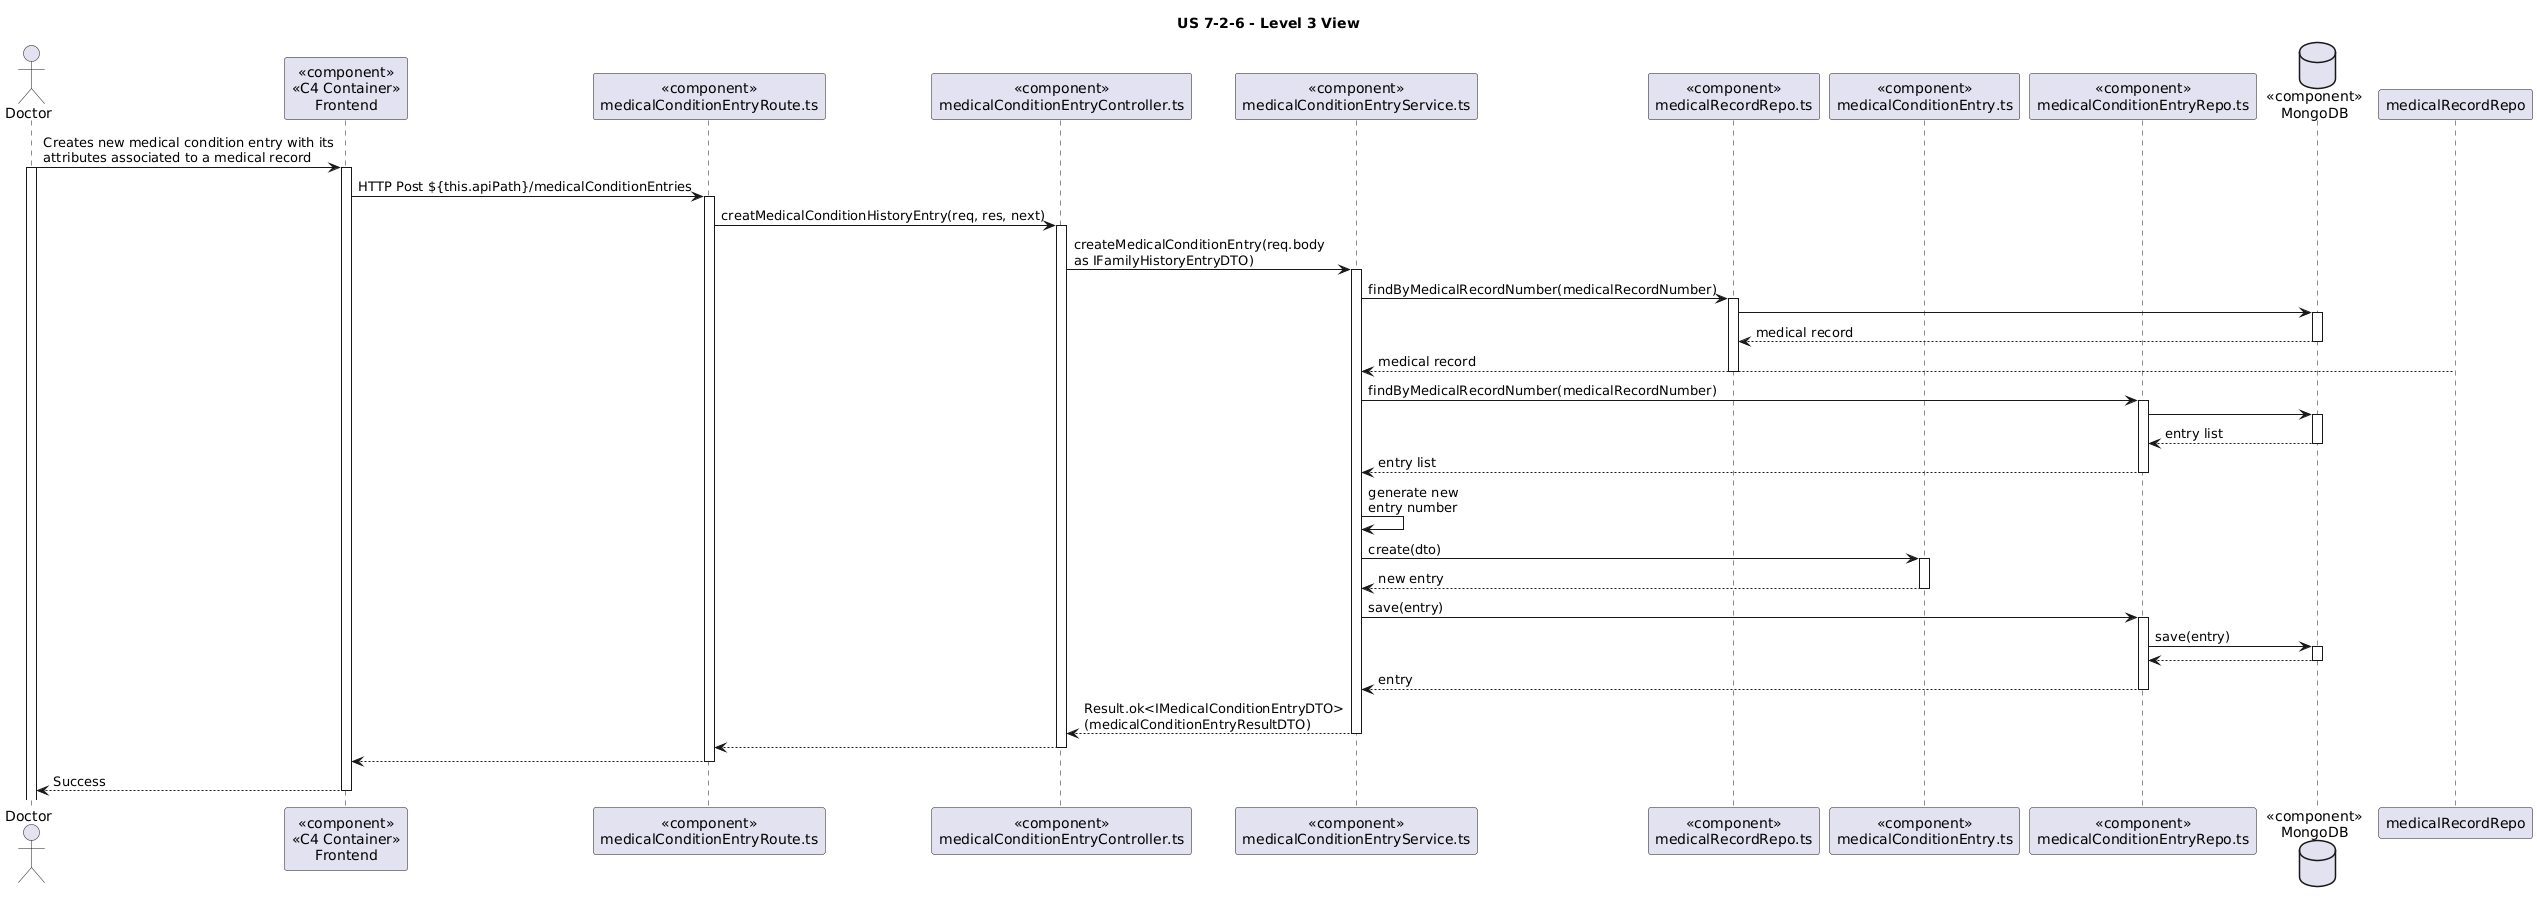 US 7-2-6 - Level 3 View
Doctor
«component»
«C4 Container»
Frontend
«component»
medicalConditionEntryRoute.ts
«component»
medicalConditionEntryController.ts
«component»
medicalConditionEntryService.ts
«component»
medicalRecordRepo.ts
«component»
medicalConditionEntry.ts
«component»
medicalConditionEntryRepo.ts
«component»
MongoDB
medicalRecordRepo
Creates new medical condition entry with its
attributes associated to a medical record
HTTP Post ${this.apiPath}/medicalConditionEntries
creatMedicalConditionHistoryEntry(req, res, next)
createMedicalConditionEntry(req.body
as IFamilyHistoryEntryDTO)
findByMedicalRecordNumber(medicalRecordNumber)
medical record
medical record
findByMedicalRecordNumber(medicalRecordNumber)
entry list
entry list
generate new
entry number
create(dto)
new entry
save(entry)
save(entry)
entry
Result.ok<IMedicalConditionEntryDTO>
(medicalConditionEntryResultDTO)
Success
Doctor
«component»
«C4 Container»
Frontend
«component»
medicalConditionEntryRoute.ts
«component»
medicalConditionEntryController.ts
«component»
medicalConditionEntryService.ts
«component»
medicalRecordRepo.ts
«component»
medicalConditionEntry.ts
«component»
medicalConditionEntryRepo.ts
«component»
MongoDB
medicalRecordRepo